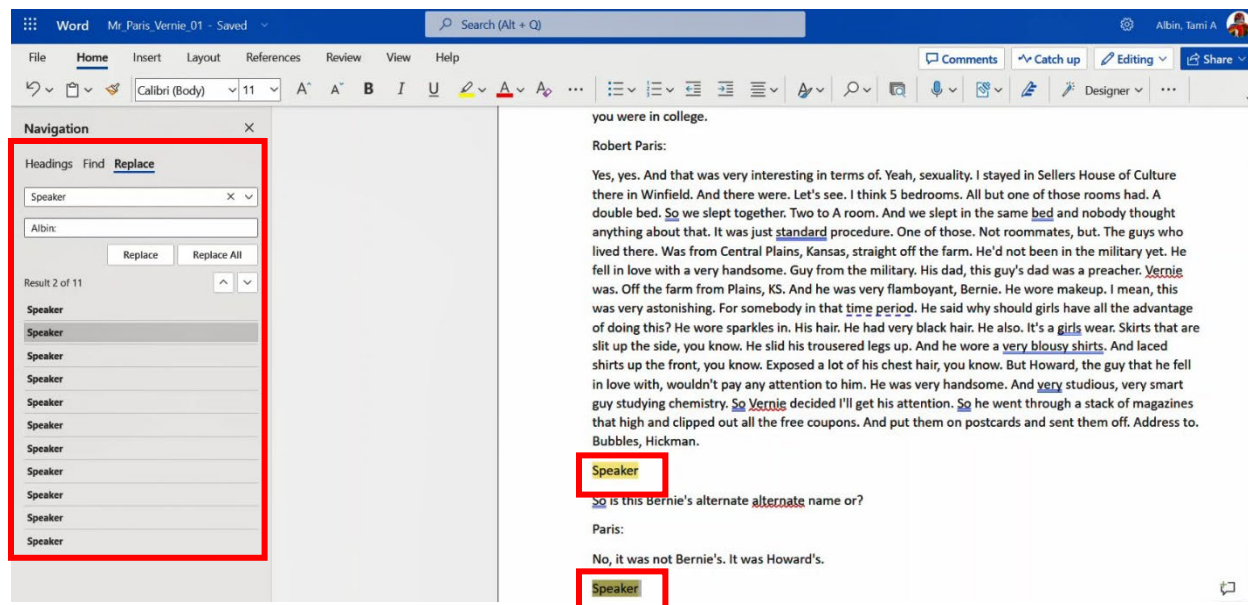 Word Mr_Paris_Vernie_01 - Saved Search (Alt + Q) Albin, Tami A
File Home Insert Layout References Review View Help Comments Catch up Editing Share
Calibri (Body) 11 A A B I U A A Designer
Navigation
Headings Find Replace
Speaker
Albin:
Replace Replace All
Result 2 of 11
Speaker
Speaker
Speaker
Speaker
Speaker
Speaker
Speaker
Speaker
Speaker
Speaker
Speaker
you were in college.
Robert Paris:
Yes, yes. And that was very interesting in terms of. Yeah, sexuality. I stayed in Sellers House of Culture
there in Winfield. And there were. Let's see. I think 5 bedrooms. All but one of those rooms had. A
double bed. So we slept together. Two to A room. And we slept in the same bed and nobody thought
anything about that. It was just standard procedure. One of those. Not roommates, but. The guys who
lived there. Was from Central Plains, Kansas, straight off the farm. He'd not been in the military yet. He
fell in love with a very handsome. Guy from the military. His dad, this guy's dad was a preacher. Vernie
was. Off the farm from Plains, KS. And he was very flamboyant, Bernie. He wore makeup. I mean, this
was very astonishing. For somebody in that time period. He said why should girls have all the advantage
of doing this? He wore sparkles in. His hair. He had very black hair. He also. It's a girls wear. Skirts that are
slit up the side, you know. He slid his trousered legs up. And he wore a very blousy shirts. And laced
shirts up the front, you know. Exposed a lot of his chest hair, you know. But Howard, the guy that he fell
in love with, wouldn't pay any attention to him. He was very handsome. And very studious, very smart
guy studying chemistry. So Vernie decided I'll get his attention. So he went through a stack of magazines
that high and clipped out all the free coupons. And put them on postcards and sent them off. Address to.
Bubbles, Hickman.
Speaker
So is this Bernie's alternate alternate name or?
Paris:
No, it was not Bernie's. It was Howard's.
Speaker